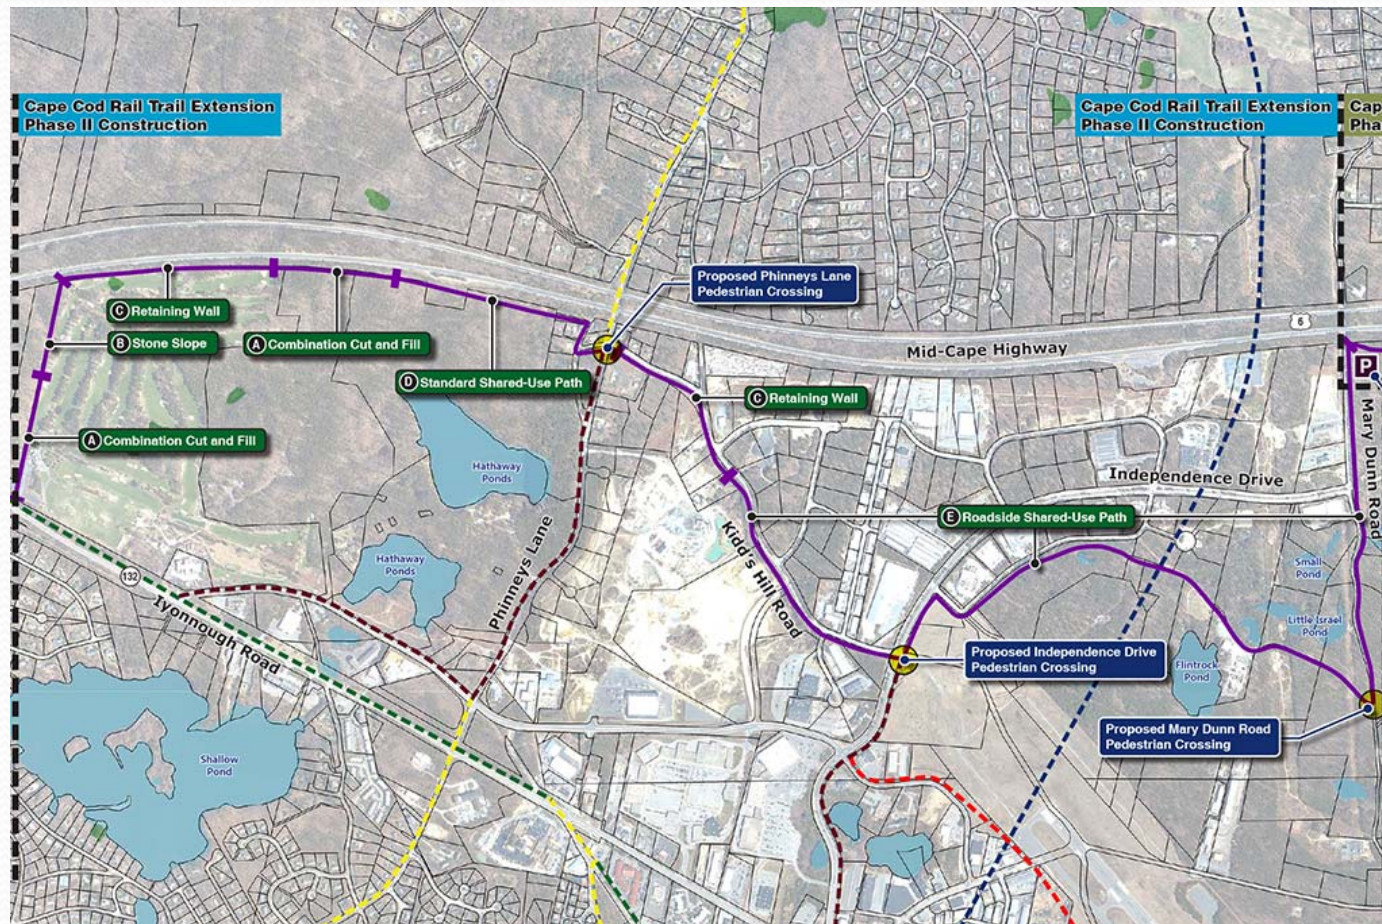 Cape Cod Rail Trail Extension
Phase II Construction
Cape Cod Rail Trail Extension
Phase II Construction
Cap
Pha
Proposed Phinneys Lane
Pedestrian Crossing
C Retaining Wall
B Stone Slope
A Combination Cut and Fill
D Standard Shared-Use Path
6
Mid-Cape Highway
P
C Retaining Wall
A Combination Cut and Fill
Hathaway
Ponds
Independence Drive
Mary Dunn Road
E Roadside Shared-Use Path
Hathaway
Ponds
Phinneys Lane
Kidd's Hill Road
132
Iyonnough Road
Small
Pond
Little Israel
Pond
Proposed Independence Drive
Pedestrian Crossing
Flintrock
Pond
Proposed Mary Dunn Road
Pedestrian Crossing
Shallow
Pond